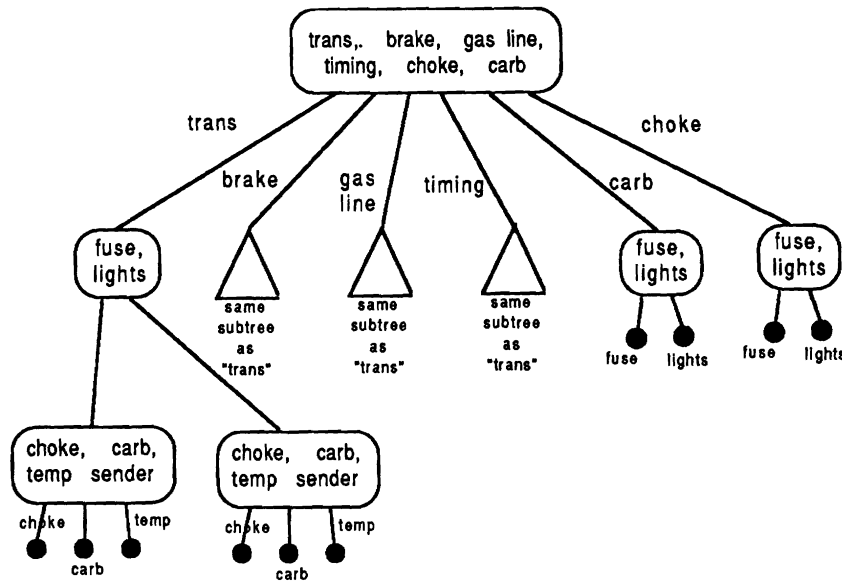 trans,. brake, gas line,
timing, choke, carb
trans
choke
brake
gas
line
timing
carb
fuse,
lights
fuse,
lights
fuse,
lights
same
subtree
as
"trans"
same
subtree
as
"trans"
same
subtree
as
"trans"
fuse
lights
fuse
lights
choke, carb,
temp sender
choke, carb,
temp sender
choke
temp
carb
choke
temp
carb